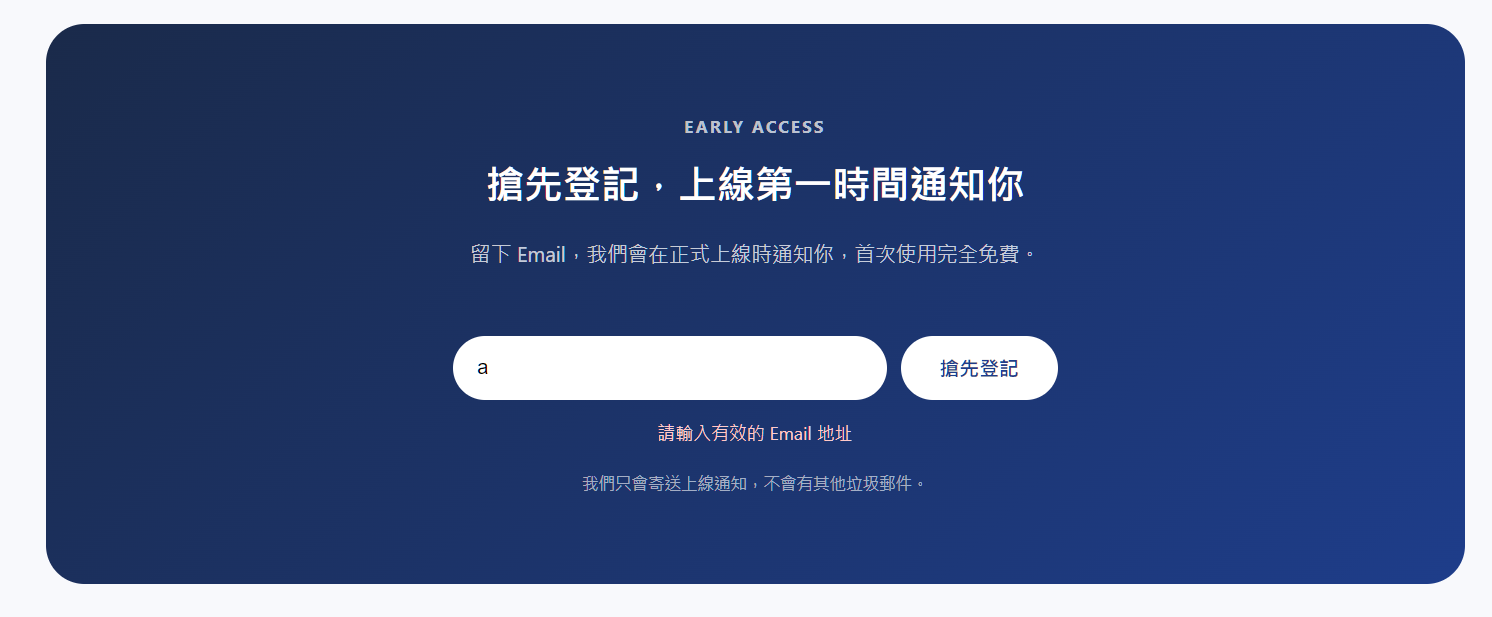 EARLY ACCESS
搶先登記，上線第一時間通知你
留下 Email，我們會在正式上線時通知你，首次使用完全免費。
a
搶先登記
請輸入有效的 Email 地址
我們只會寄送上線通知，不會有其他垃圾郵件。